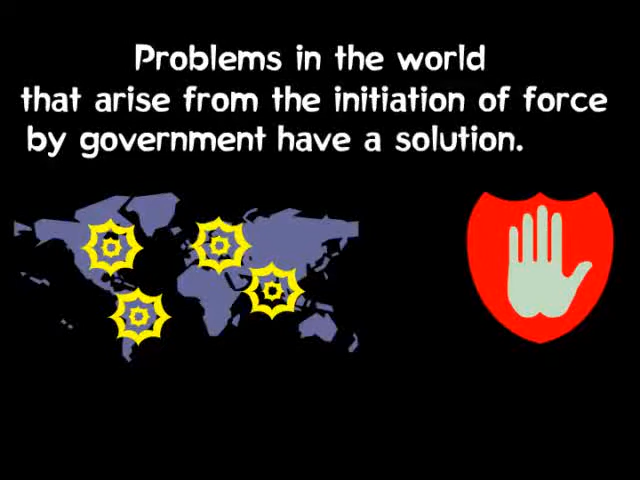 Problems in the world
that arise from the initiation of force
by government have a solution.